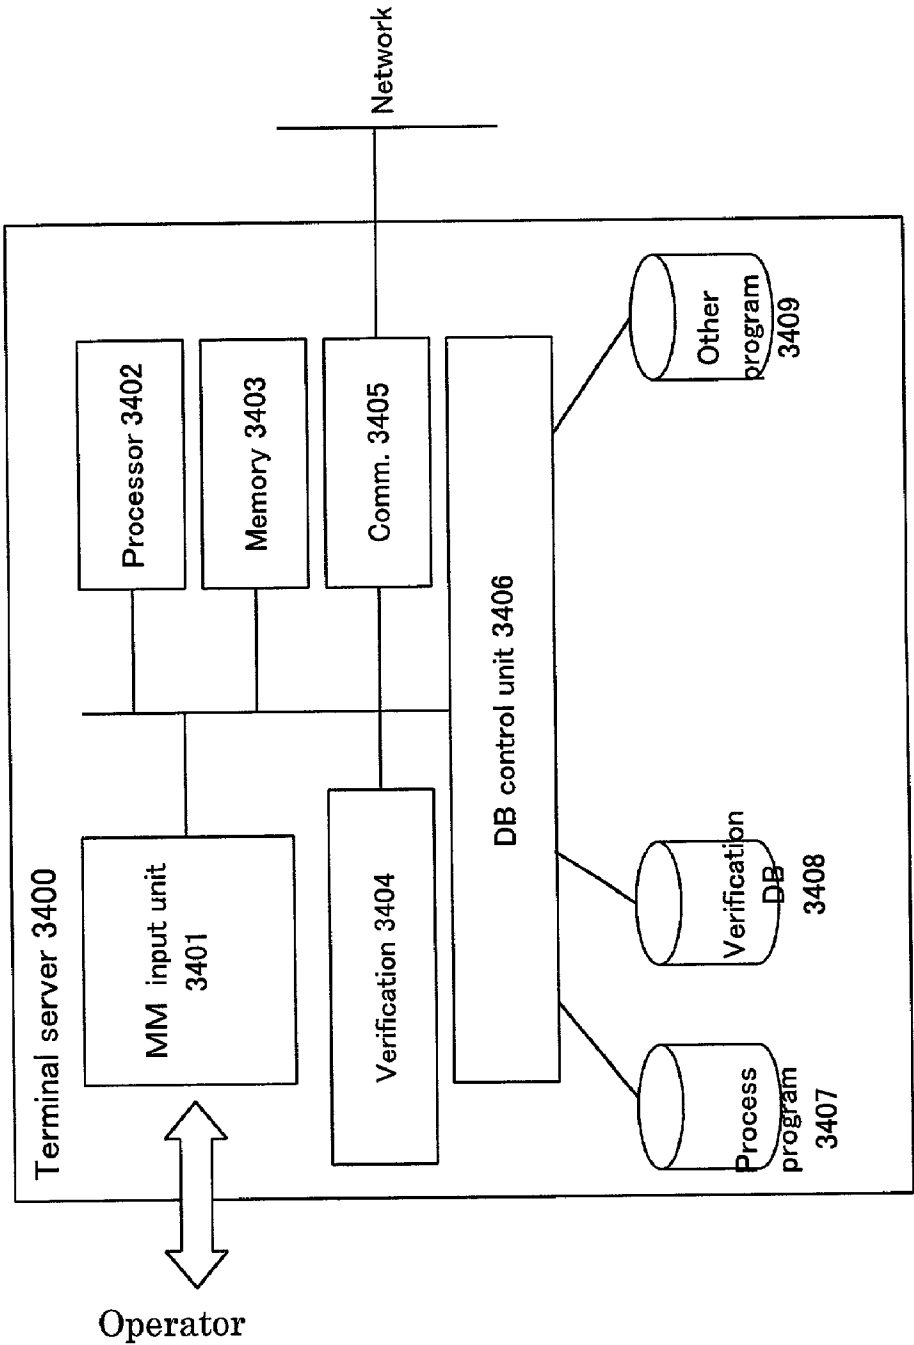 Terminal server 3400
Operator
MM input unit
3401
Processor 3402
Memory 3403
Verification 3404
Comm. 3405
Network
DB control unit 3406
Process
program
3407
Verification
DB
3408
Other
program
3409